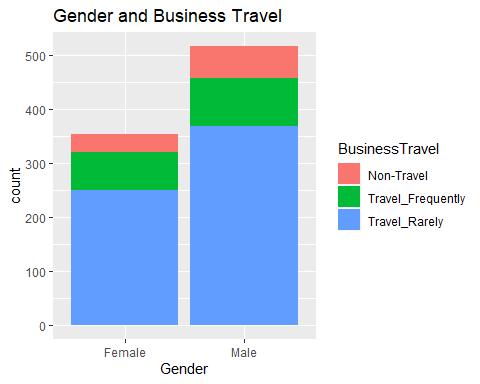 Gender and Business Travel
500
400
300
200
100
0
count
Female Male
Gender
BusinessTravel
Non-Travel
Travel_Frequently
Travel_Rarely